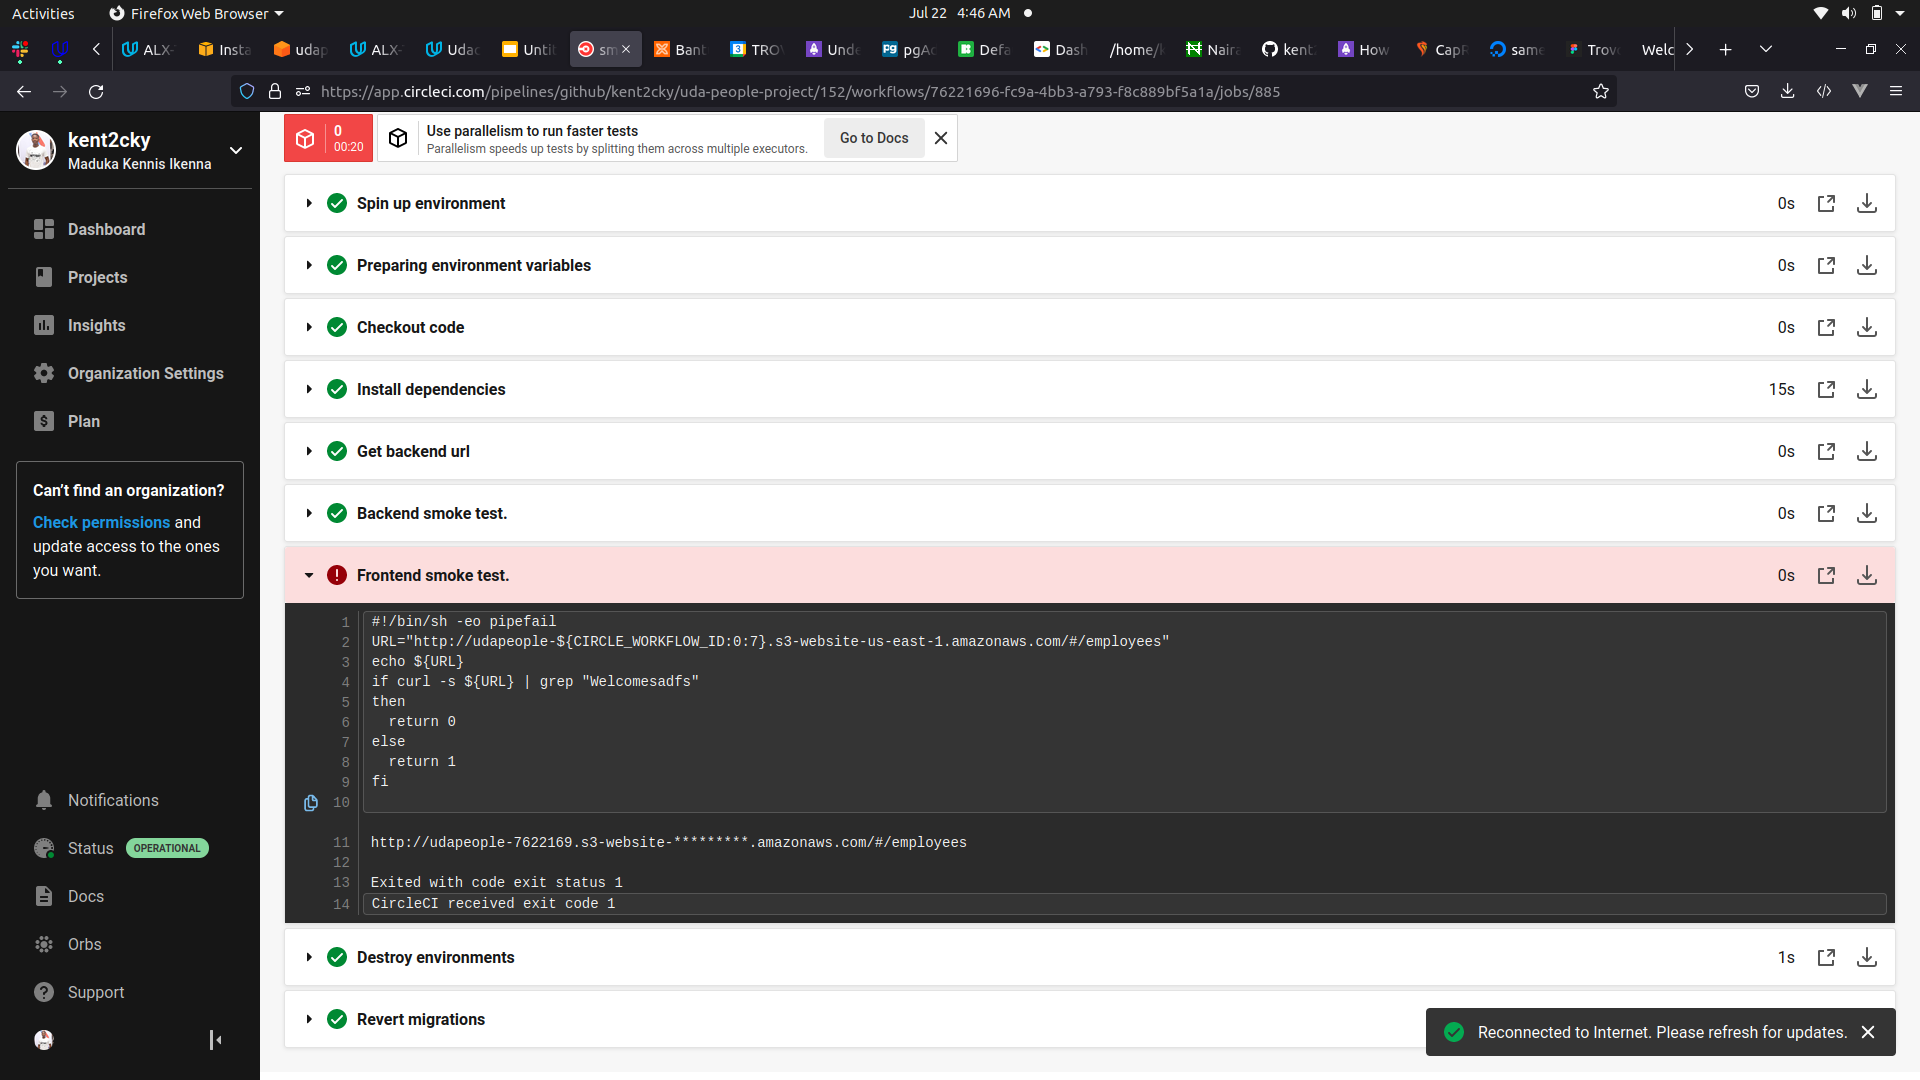 Activities
Firefox Web Browser
Jul 22 4:46 AM
ALX-
Insta
udap
ALX-
Udac
Untit
sm
Bant
TRO
Unde
pgAd
Defa
Dash
/home/k
Naira
kent
How
CapR
same
Trov
Welc
https://app.circleci.com/pipelines/github/kent2cky/uda-people-project/152/workflows/76221696-fc9a-4bb3-a793-f8c889bf5a1a/jobs/885
kent2cky
Maduka Kennis Ikenna
Dashboard
Projects
Insights
Organization Settings
Plan
Can't find an organization?
Check permissions and
update access to the ones
you want.
Notifications
Status OPERATIONAL
Docs
Orbs
Support
0
00:20
Use parallelism to run faster tests
Parallelism speeds up tests by splitting them across multiple executors.
Go to Docs
Spin up environment 0s
Preparing environment variables 0s
Checkout code 0s
Install dependencies 15s
Get backend url 0s
Backend smoke test. 0s
Frontend smoke test. 0s
1 #!/bin/sh -eo pipefail
2 URL="http://udapeople-${CIRCLE_WORKFLOW_ID:0:7}.s3-website-us-east-1.amazonaws.com/#/employees"
3 echo ${URL}
4 if curl -s ${URL} | grep "Welcomesadfs"
5 then
6 return 0
7 else
8 return 1
9 fi
10
11 http://udapeople-7622169.s3-website-*********.amazonaws.com/#/employees
12
13 Exited with code exit status 1
14 CircleCI received exit code 1
Destroy environments 1s
Revert migrations
Reconnected to Internet. Please refresh for updates.